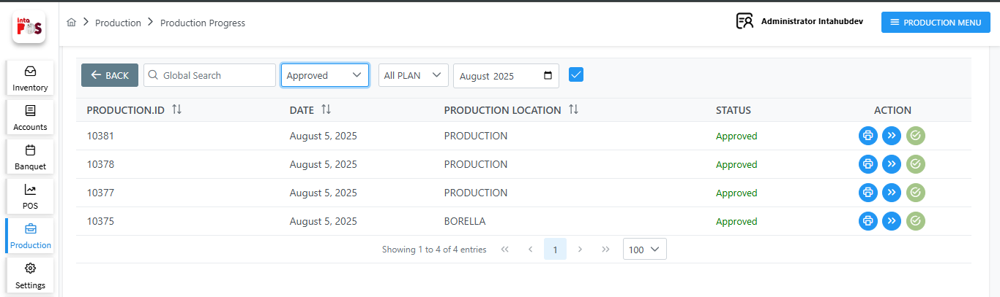 inta
POS
Production
Production Progress
Administrator Intahubdev
PRODUCTION MENU
Inventory
Accounts
Banquet
POS
Production
Settings
BACK
Global Search
Approved
All PLAN
August 2025
PRODUCTION.ID DATE PRODUCTION LOCATION STATUS ACTION
10381 August 5, 2025 PRODUCTION Approved
10378 August 5, 2025 PRODUCTION Approved
10377 August 5, 2025 PRODUCTION Approved
10375 August 5, 2025 BORELLA Approved
Showing 1 to 4 of 4 entries 1 100